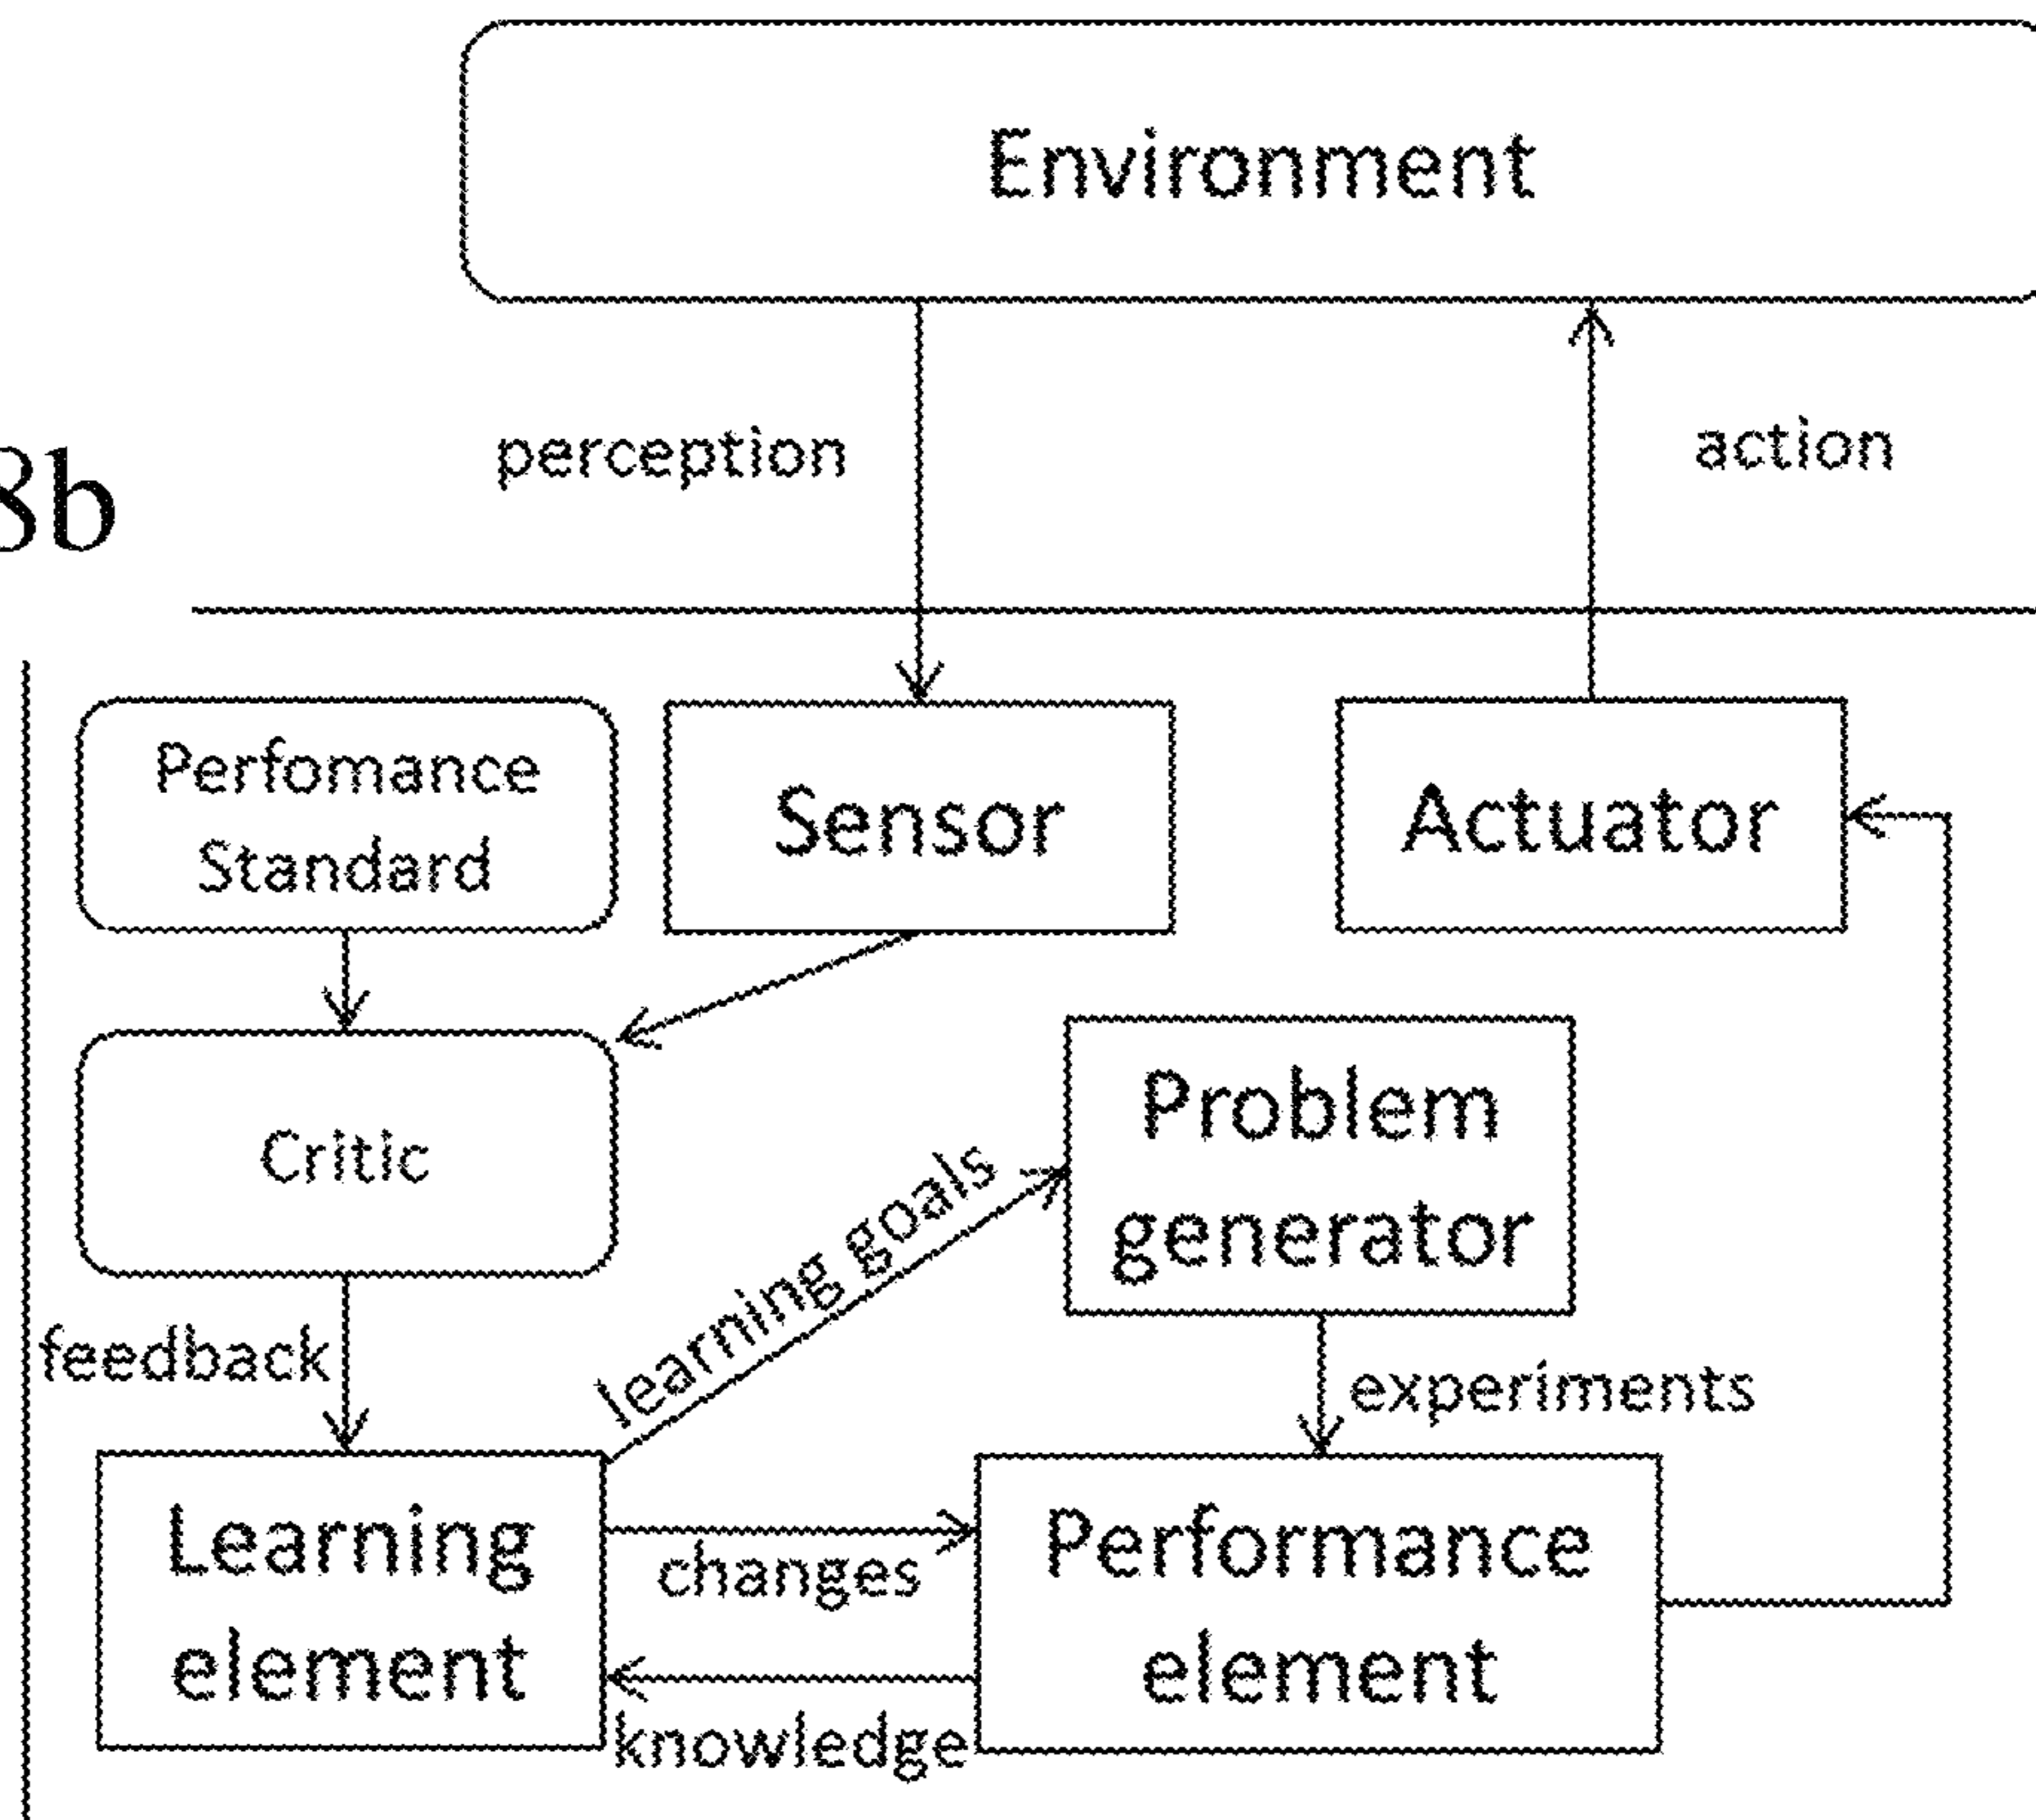 Environment
perception
action
8b
Perfomance
Standard
Sensor
Actuator
Critic
Problem
generator
learning goals
feedback
experiments
Learning
element
changes
knowledge
Performance
element